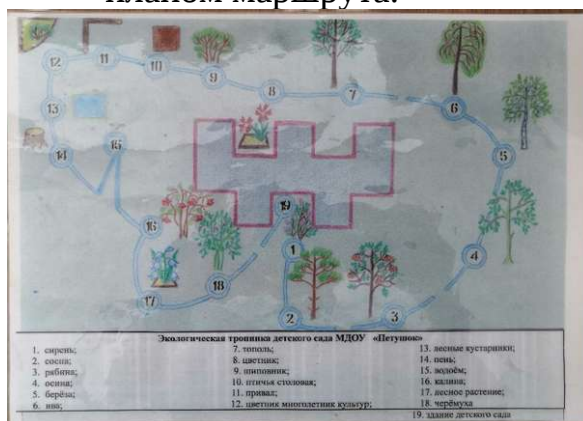 планом маршрута.
12
11
10
9
8
7
6
13
5
14
15
19
16
1
4
17
18
2
3
Экологическая тропинка детского сада МДОУ «Петушок»
1. сирень;
2. сосна;
3. рябина;
4. осина;
5. берёза;
6. ива;
7. тополь;
8. цветник;
9. шиповник;
10. птичья столовая;
11. привал;
12. цветник многолетник культур;
13. лесные кустарники;
14. пень;
15. водоём;
16. калина;
17. лесное растение;
18. черёмуха
19. здание детского сада